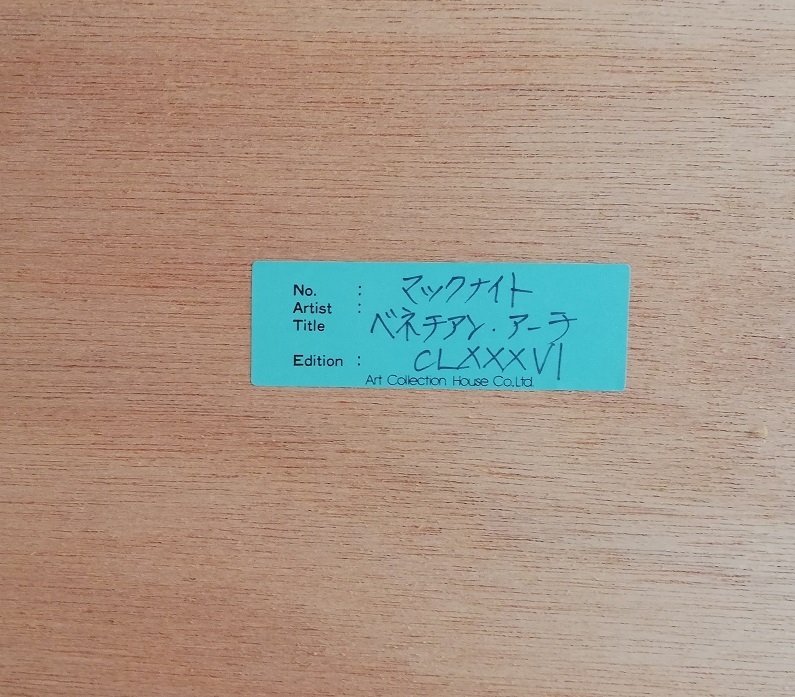 No. :
Artist : マックナイト
Title ベネチアン・アーチ
Edition : CLXXXVI
Art Collection House Co.,Ltd.